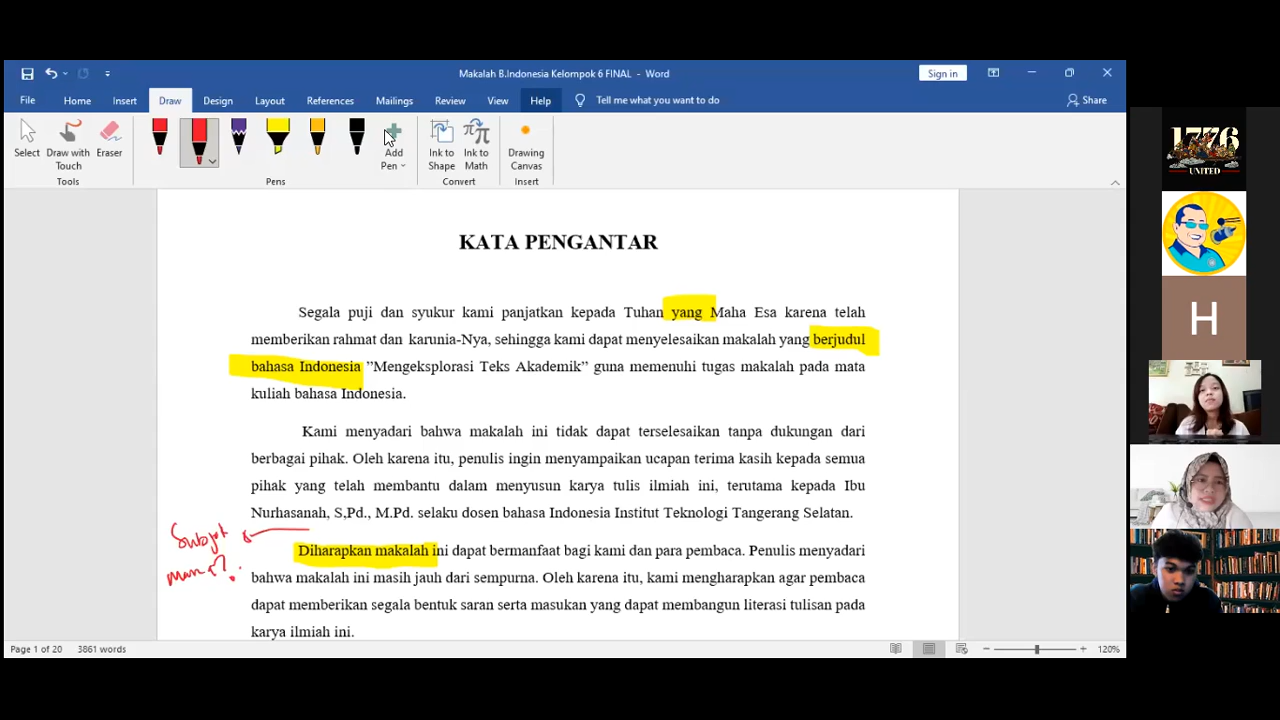 Makalah B.Indonesia Kelompok 6 FINAL - Word
Sign in
File Home Insert Draw Design Layout References Mailings Review View Help Tell me what you want to do
Share
Select
Draw with
Touch
Eraser
Add
Pen
Ink to
Shape
Ink to
Math
Drawing
Canvas
Tools Pens Convert Insert
KATA PENGANTAR
Segala puji dan syukur kami panjatkan kepada Tuhan yang Maha Esa karena telah
memberikan rahmat dan karunia-Nya, sehingga kami dapat menyelesaikan makalah yang berjudul
bahasa Indonesia ”Mengeksplorasi Teks Akademik” guna memenuhi tugas makalah pada mata
kuliah bahasa Indonesia.
Kami menyadari bahwa makalah ini tidak dapat terselesaikan tanpa dukungan dari
berbagai pihak. Oleh karena itu, penulis ingin menyampaikan ucapan terima kasih kepada semua
pihak yang telah membantu dalam menyusun karya tulis ilmiah ini, terutama kepada Ibu
Nurhasanah, S,Pd., M.Pd. selaku dosen bahasa Indonesia Institut Teknologi Tangerang Selatan.
Diharapkan makalah ini dapat bermanfaat bagi kami dan para pembaca. Penulis menyadari
bahwa makalah ini masih jauh dari sempurna. Oleh karena itu, kami mengharapkan agar pembaca
dapat memberikan segala bentuk saran serta masukan yang dapat membangun literasi tulisan pada
karya ilmiah ini.
mana?
Page 1 of 20 3861 words
120%
1776
UNITED
H